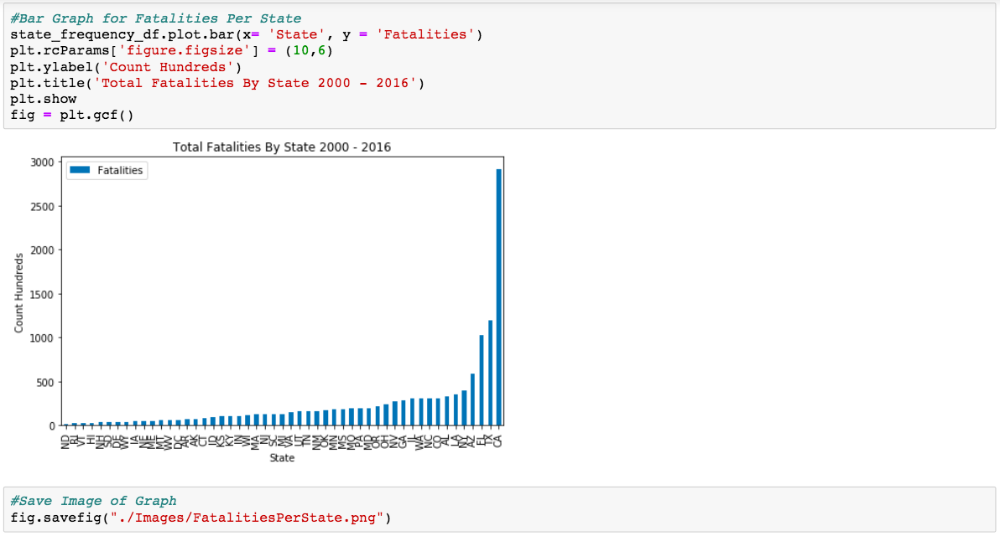 #Bar Graph for Fatalities Per State
state_frequency_df.plot.bar(x= 'State', y = 'Fatalities')
plt.rcParams['figure.figsize'] = (10,6)
plt.ylabel('Count Hundreds')
plt.title('Total Fatalities By State 2000 - 2016')
plt.show
fig = plt.gcf()
Total Fatalities By State 2000 - 2016
Fatalities
3000
2500
2000
1500
1000
500
0
Count Hundreds
ND RI VT HI NH SD DE WY IA NE ME MT WV DC AR AK CT ID KS KY IN WI MA NJ SC MI VA UT TN NM OK MN MS MO PA MD OR OH NV GA IL WA NC CO AL LA NY AZ FL TX CA
State
#Save Image of Graph
fig.savefig("./Images/FatalitiesPerState.png")